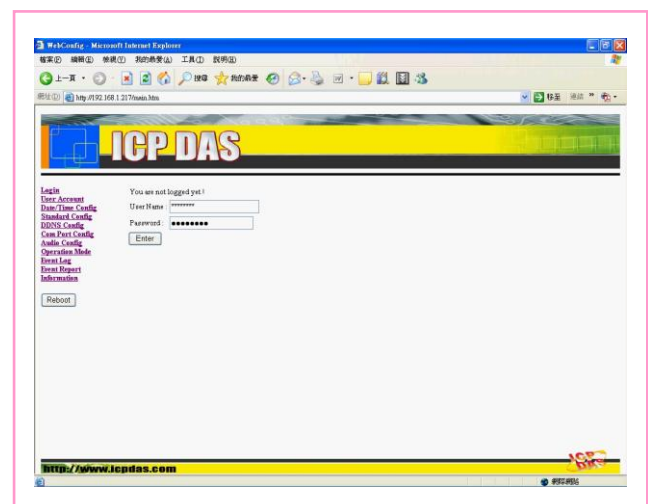 WebConfig - Microsoft Internet Explorer
檔案(F) 編輯(E) 檢視(V) 我的最愛(A) 工具(T) 說明(H)
上一頁 搜尋 我的最愛
網址(D) http://192.168.1.217/main.htm 移至 連結 »
ICP DAS
Login
User Account
Date/Time Config
Standard Config
DDNS Config
Com Port Config
Audio Config
Operation Mode
Event Log
Event Report
Information
Reboot
You are not logged yet !
User Name : ********
Password : ●●●●●●●●
Enter
http://www.icpdas.com
ICP DAS
網際網路